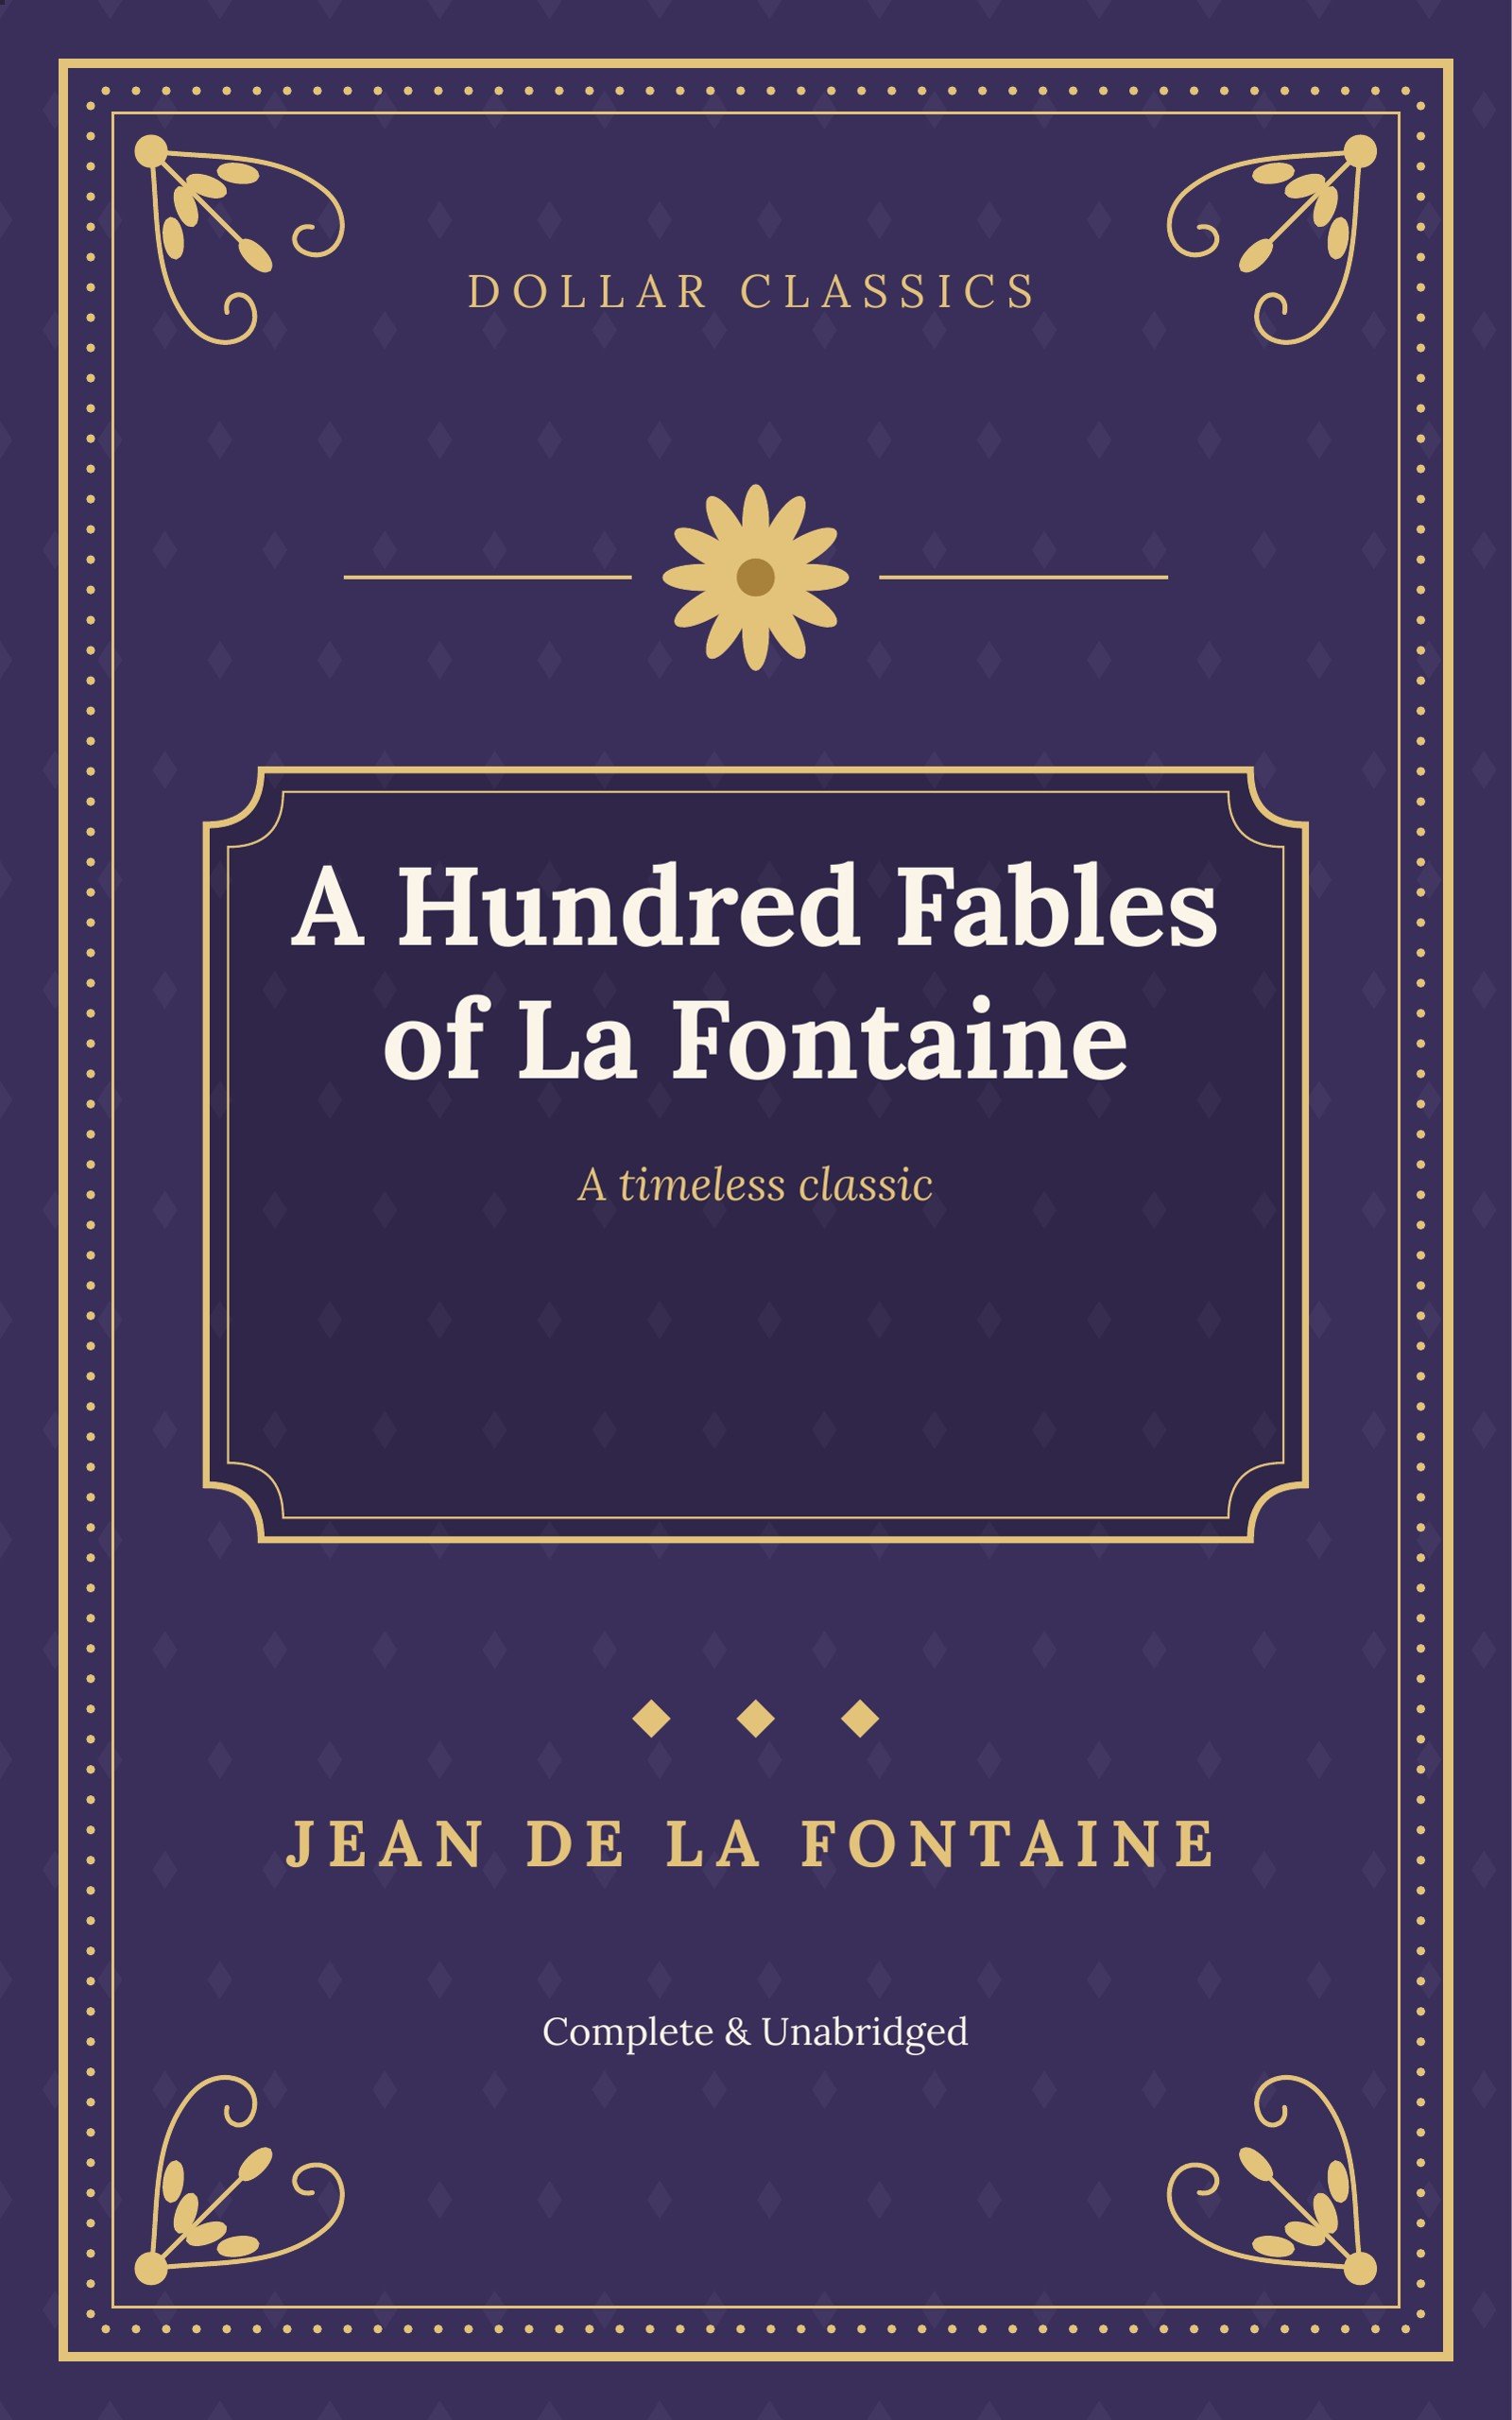 DOLLAR CLASSICS
A Hundred Fables
of La Fontaine
A timeless classic
JEAN DE LA FONTAINE
Complete & Unabridged